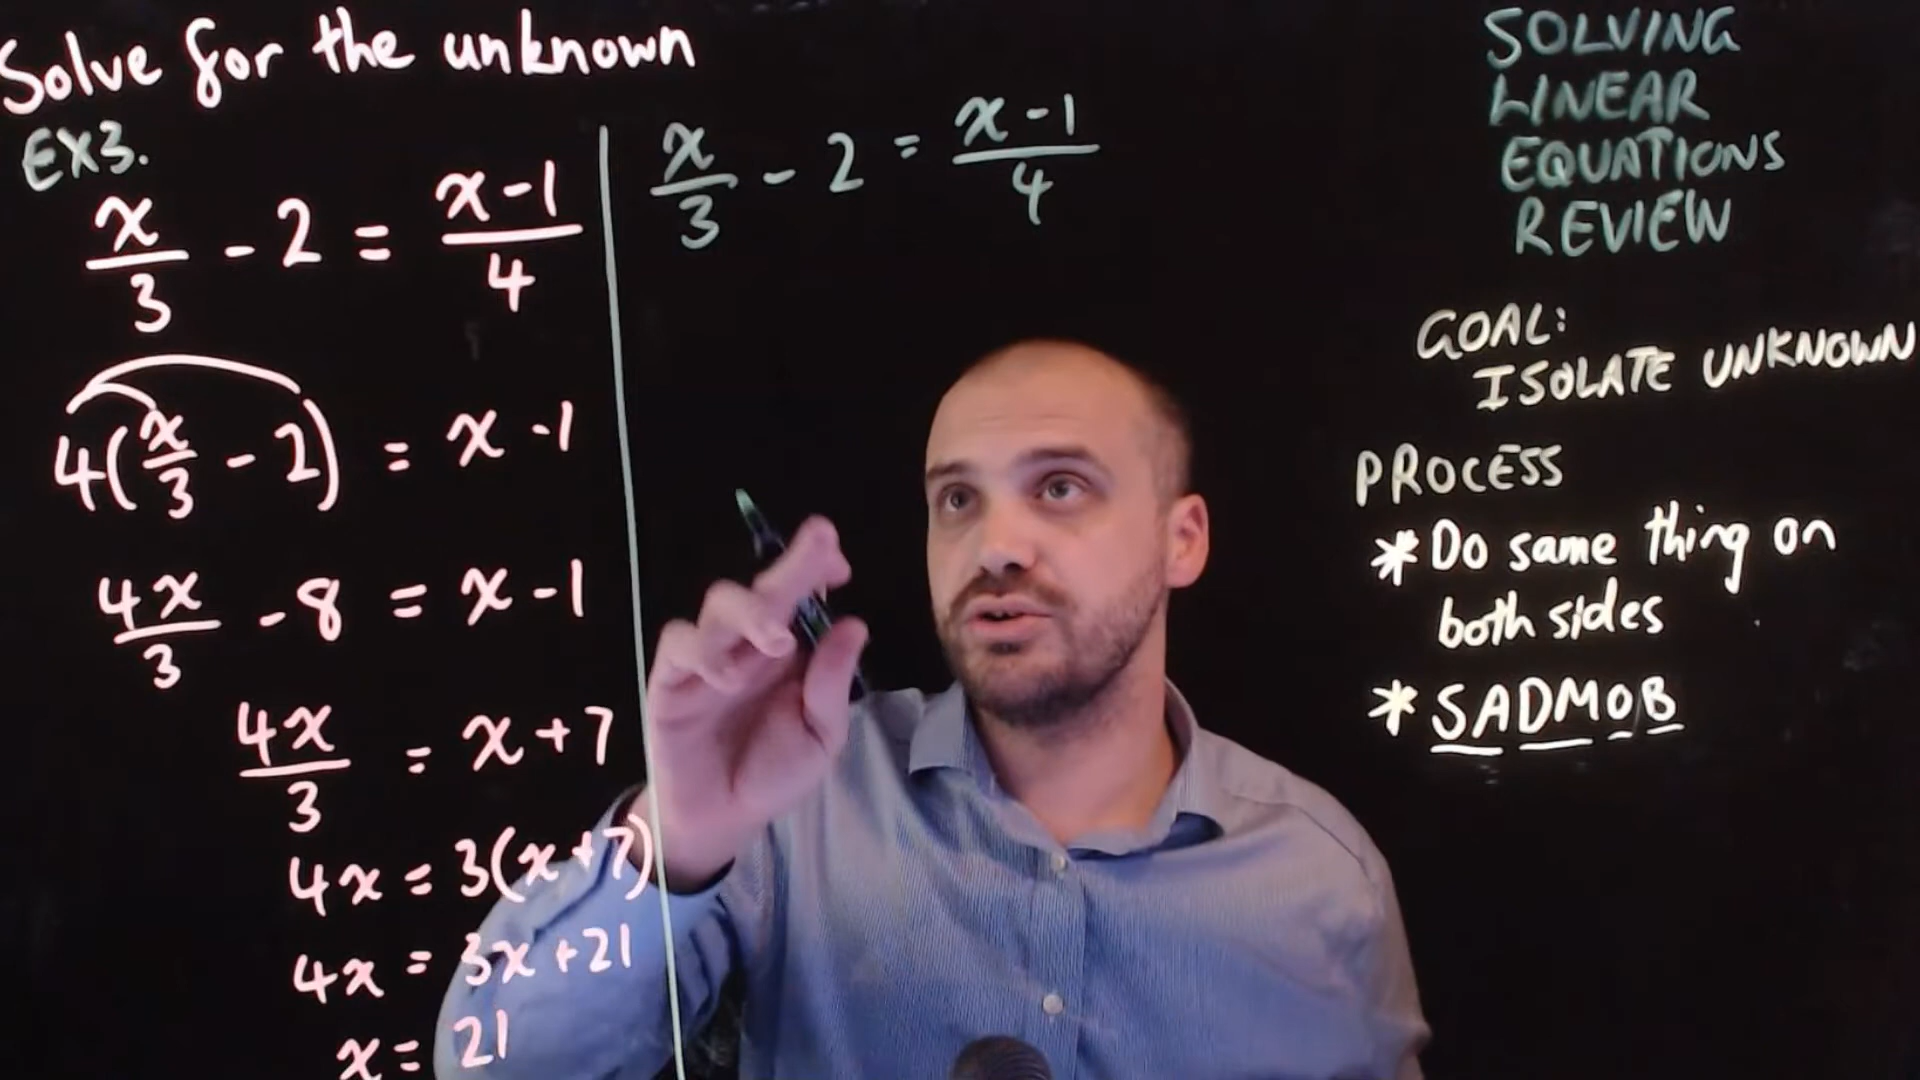 Solve for the unknown
EX3.
x/3 - 2 = x-1/4
4(x/3 - 2) = x-1
4x/3 - 8 = x-1
4x/3 = x+7
4x = 3(x+7)
4x = 3x+21
x = 21
x/3 - 2 = x-1/4
SOLVING
LINEAR
EQUATIONS
REVIEW
GOAL:
ISOLATE UNKNOWN
PROCESS
* Do same thing on
both sides
* SADMOB